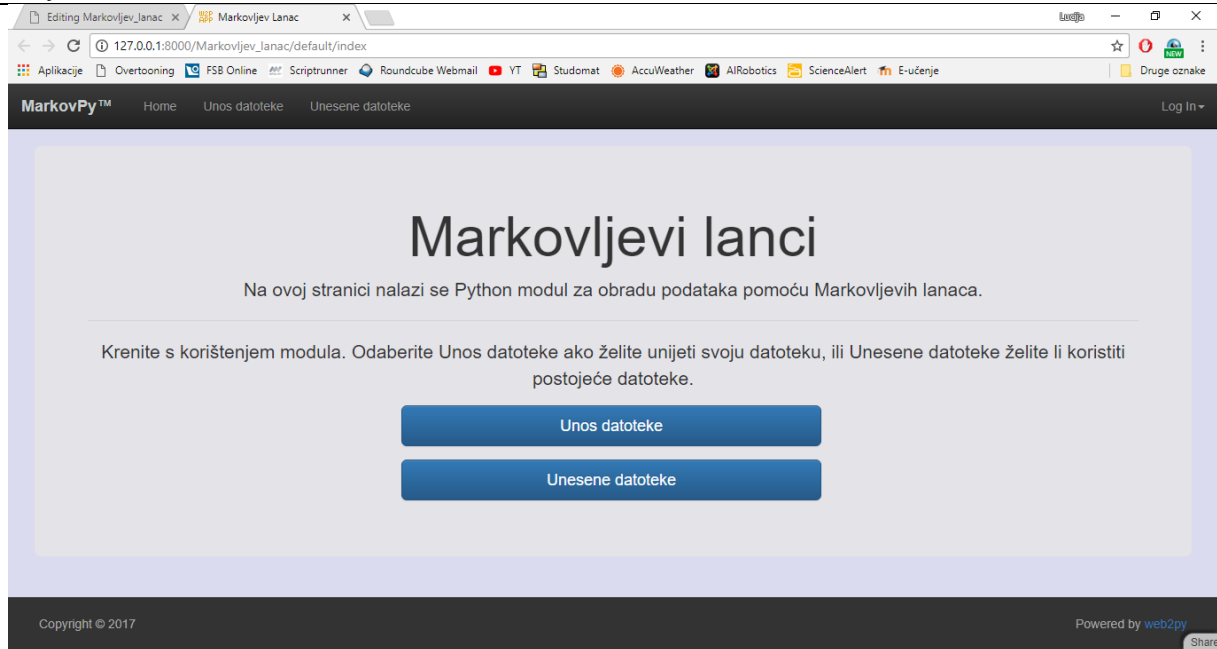 Editing Markovljev_lanac
Markovljev Lanac
Lucija
127.0.0.1:8000/Markovljev_lanac/default/index
NEW
Aplikacije Overtooning FSB Online Scriptrunner Roundcube Webmail YT Studomat AccuWeather AIRobotics ScienceAlert E-učenje Druge oznake
MarkovPy™ Home Unos datoteke Unesene datoteke Log In
Markovljevi lanci
Na ovoj stranici nalazi se Python modul za obradu podataka pomoću Markovljevih lanaca.
Krenite s korištenjem modula. Odaberite Unos datoteke ako želite unijeti svoju datoteku, ili Unesene datoteke želite li koristiti
postojeće datoteke.
Unos datoteke
Unesene datoteke
Copyright © 2017 Powered by web2py
Share